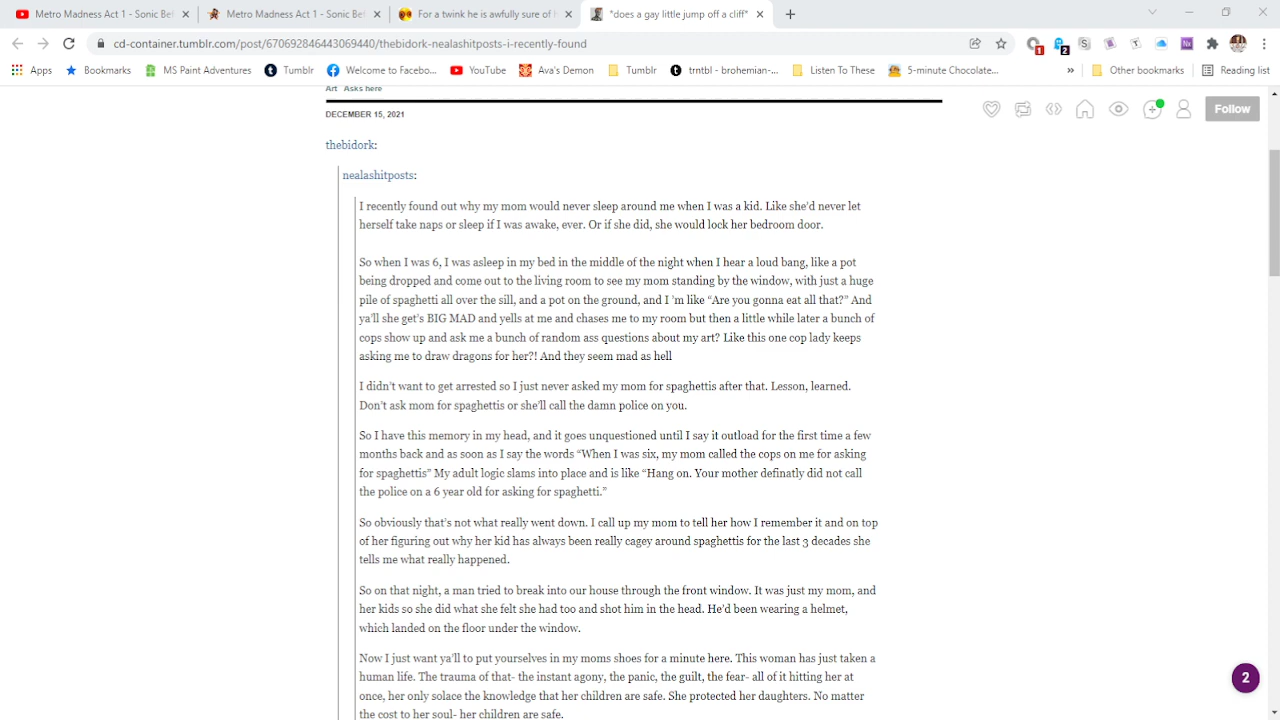 Metro Madness Act 1 - Sonic Be
Metro Madness Act 1 - Sonic Be
For a twink he is awfully sure of h
*does a gay little jump off a cliff*
cd-container.tumblr.com/post/670692846443069440/thebidork-nealashitposts-i-recently-found
1
2
S
T
Nx
Apps
Bookmarks
MS Paint Adventures
Tumblr
Welcome to Facebo...
YouTube
Ava's Demon
Tumblr
trntbl - brohemian-...
Listen To These
5-minute Chocolate...
»
Other bookmarks
Reading list
Art Asks here
DECEMBER 15, 2021
Follow
thebidork:
nealashitposts:
I recently found out why my mom would never sleep around me when I was a kid. Like she'd never let
herself take naps or sleep if I was awake, ever. Or if she did, she would lock her bedroom door.
So when I was 6, I was asleep in my bed in the middle of the night when I hear a loud bang, like a pot
being dropped and come out to the living room to see my mom standing by the window, with just a huge
pile of spaghetti all over the sill, and a pot on the ground, and I 'm like “Are you gonna eat all that?” And
ya'll she get's BIG MAD and yells at me and chases me to my room but then a little while later a bunch of
cops show up and ask me a bunch of random ass questions about my art? Like this one cop lady keeps
asking me to draw dragons for her?! And they seem mad as hell
I didn't want to get arrested so I just never asked my mom for spaghettis after that. Lesson, learned.
Don't ask mom for spaghettis or she'll call the damn police on you.
So I have this memory in my head, and it goes unquestioned until I say it outload for the first time a few
months back and as soon as I say the words “When I was six, my mom called the cops on me for asking
for spaghettis” My adult logic slams into place and is like “Hang on. Your mother definatly did not call
the police on a 6 year old for asking for spaghetti.”
So obviously that's not what really went down. I call up my mom to tell her how I remember it and on top
of her figuring out why her kid has always been really cagey around spaghettis for the last 3 decades she
tells me what really happened.
So on that night, a man tried to break into our house through the front window. It was just my mom, and
her kids so she did what she felt she had too and shot him in the head. He'd been wearing a helmet,
which landed on the floor under the window.
Now I just want ya'll to put yourselves in my moms shoes for a minute here. This woman has just taken a
human life. The trauma of that- the instant agony, the panic, the guilt, the fear- all of it hitting her at
once, her only solace the knowledge that her children are safe. She protected her daughters. No matter
the cost to her soul- her children are safe.
2